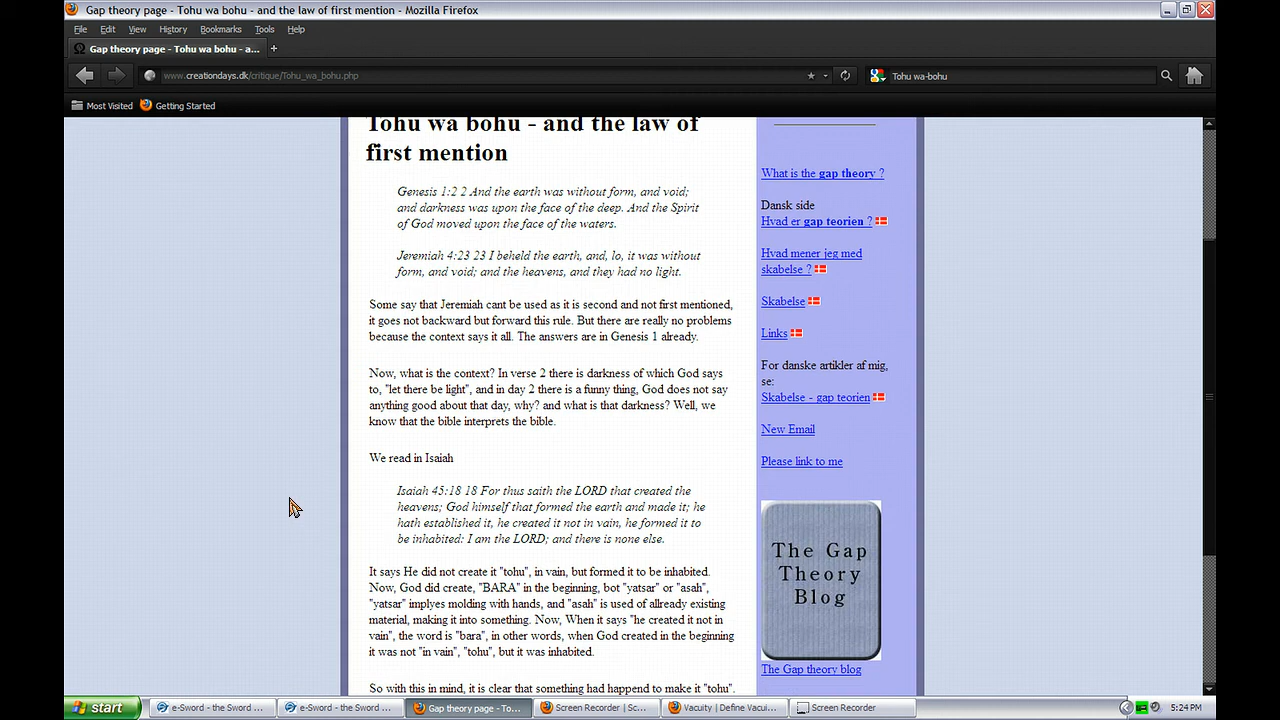 Gap theory page - Tohu wa bohu - and the law of first mention - Mozilla Firefox
File Edit View History Bookmarks Tools Help
Gap theory page - Tohu wa bohu - a...
www.creationdays.dk/critique/Tohu_wa_bohu.php
Tohu wa-bohu
Most Visited Getting Started
Tohu wa bohu - and the law of
first mention
Genesis 1:2 2 And the earth was without form, and void;
and darkness was upon the face of the deep. And the Spirit
of God moved upon the face of the waters.
Jeremiah 4:23 23 I beheld the earth, and, lo, it was without
form, and void; and the heavens, and they had no light.
Some say that Jeremiah cant be used as it is second and not first mentioned,
it goes not backward but forward this rule. But there are really no problems
because the context says it all. The answers are in Genesis 1 already.
Now, what is the context? In verse 2 there is darkness of which God says
to, "let there be light", and in day 2 there is a funny thing, God does not say
anything good about that day, why? and what is that darkness? Well, we
know that the bible interprets the bible.
We read in Isaiah
Isaiah 45:18 18 For thus saith the LORD that created the
heavens; God himself that formed the earth and made it; he
hath established it, he created it not in vain, he formed it to
be inhabited: I am the LORD; and there is none else.
It says He did not create it "tohu", in vain, but formed it to be inhabited.
Now, God did create, "BARA" in the beginning, bot "yatsar" or "asah",
"yatsar" implyes molding with hands, and "asah" is used of allready existing
material, making it into something. Now, When it says "he created it not in
vain", the word is "bara", in other words, when God created in the beginning
it was not "in vain", "tohu", but it was inhabited.
So with this in mind, it is clear that something had happend to make it "tohu".
What is the gap theory ?
Dansk side
Hvad er gap teorien ?
Hvad mener jeg med
skabelse ?
Skabelse
Links
For danske artikler af mig,
se:
Skabelse - gap teorien
New Email
Please link to me
The Gap
Theory
Blog
The Gap theory blog
start
e-Sword - the Sword ...
e-Sword - the Sword ...
Gap theory page - To...
Screen Recorder | Sc...
Vacuity | Define Vacui...
Screen Recorder
5:24 PM